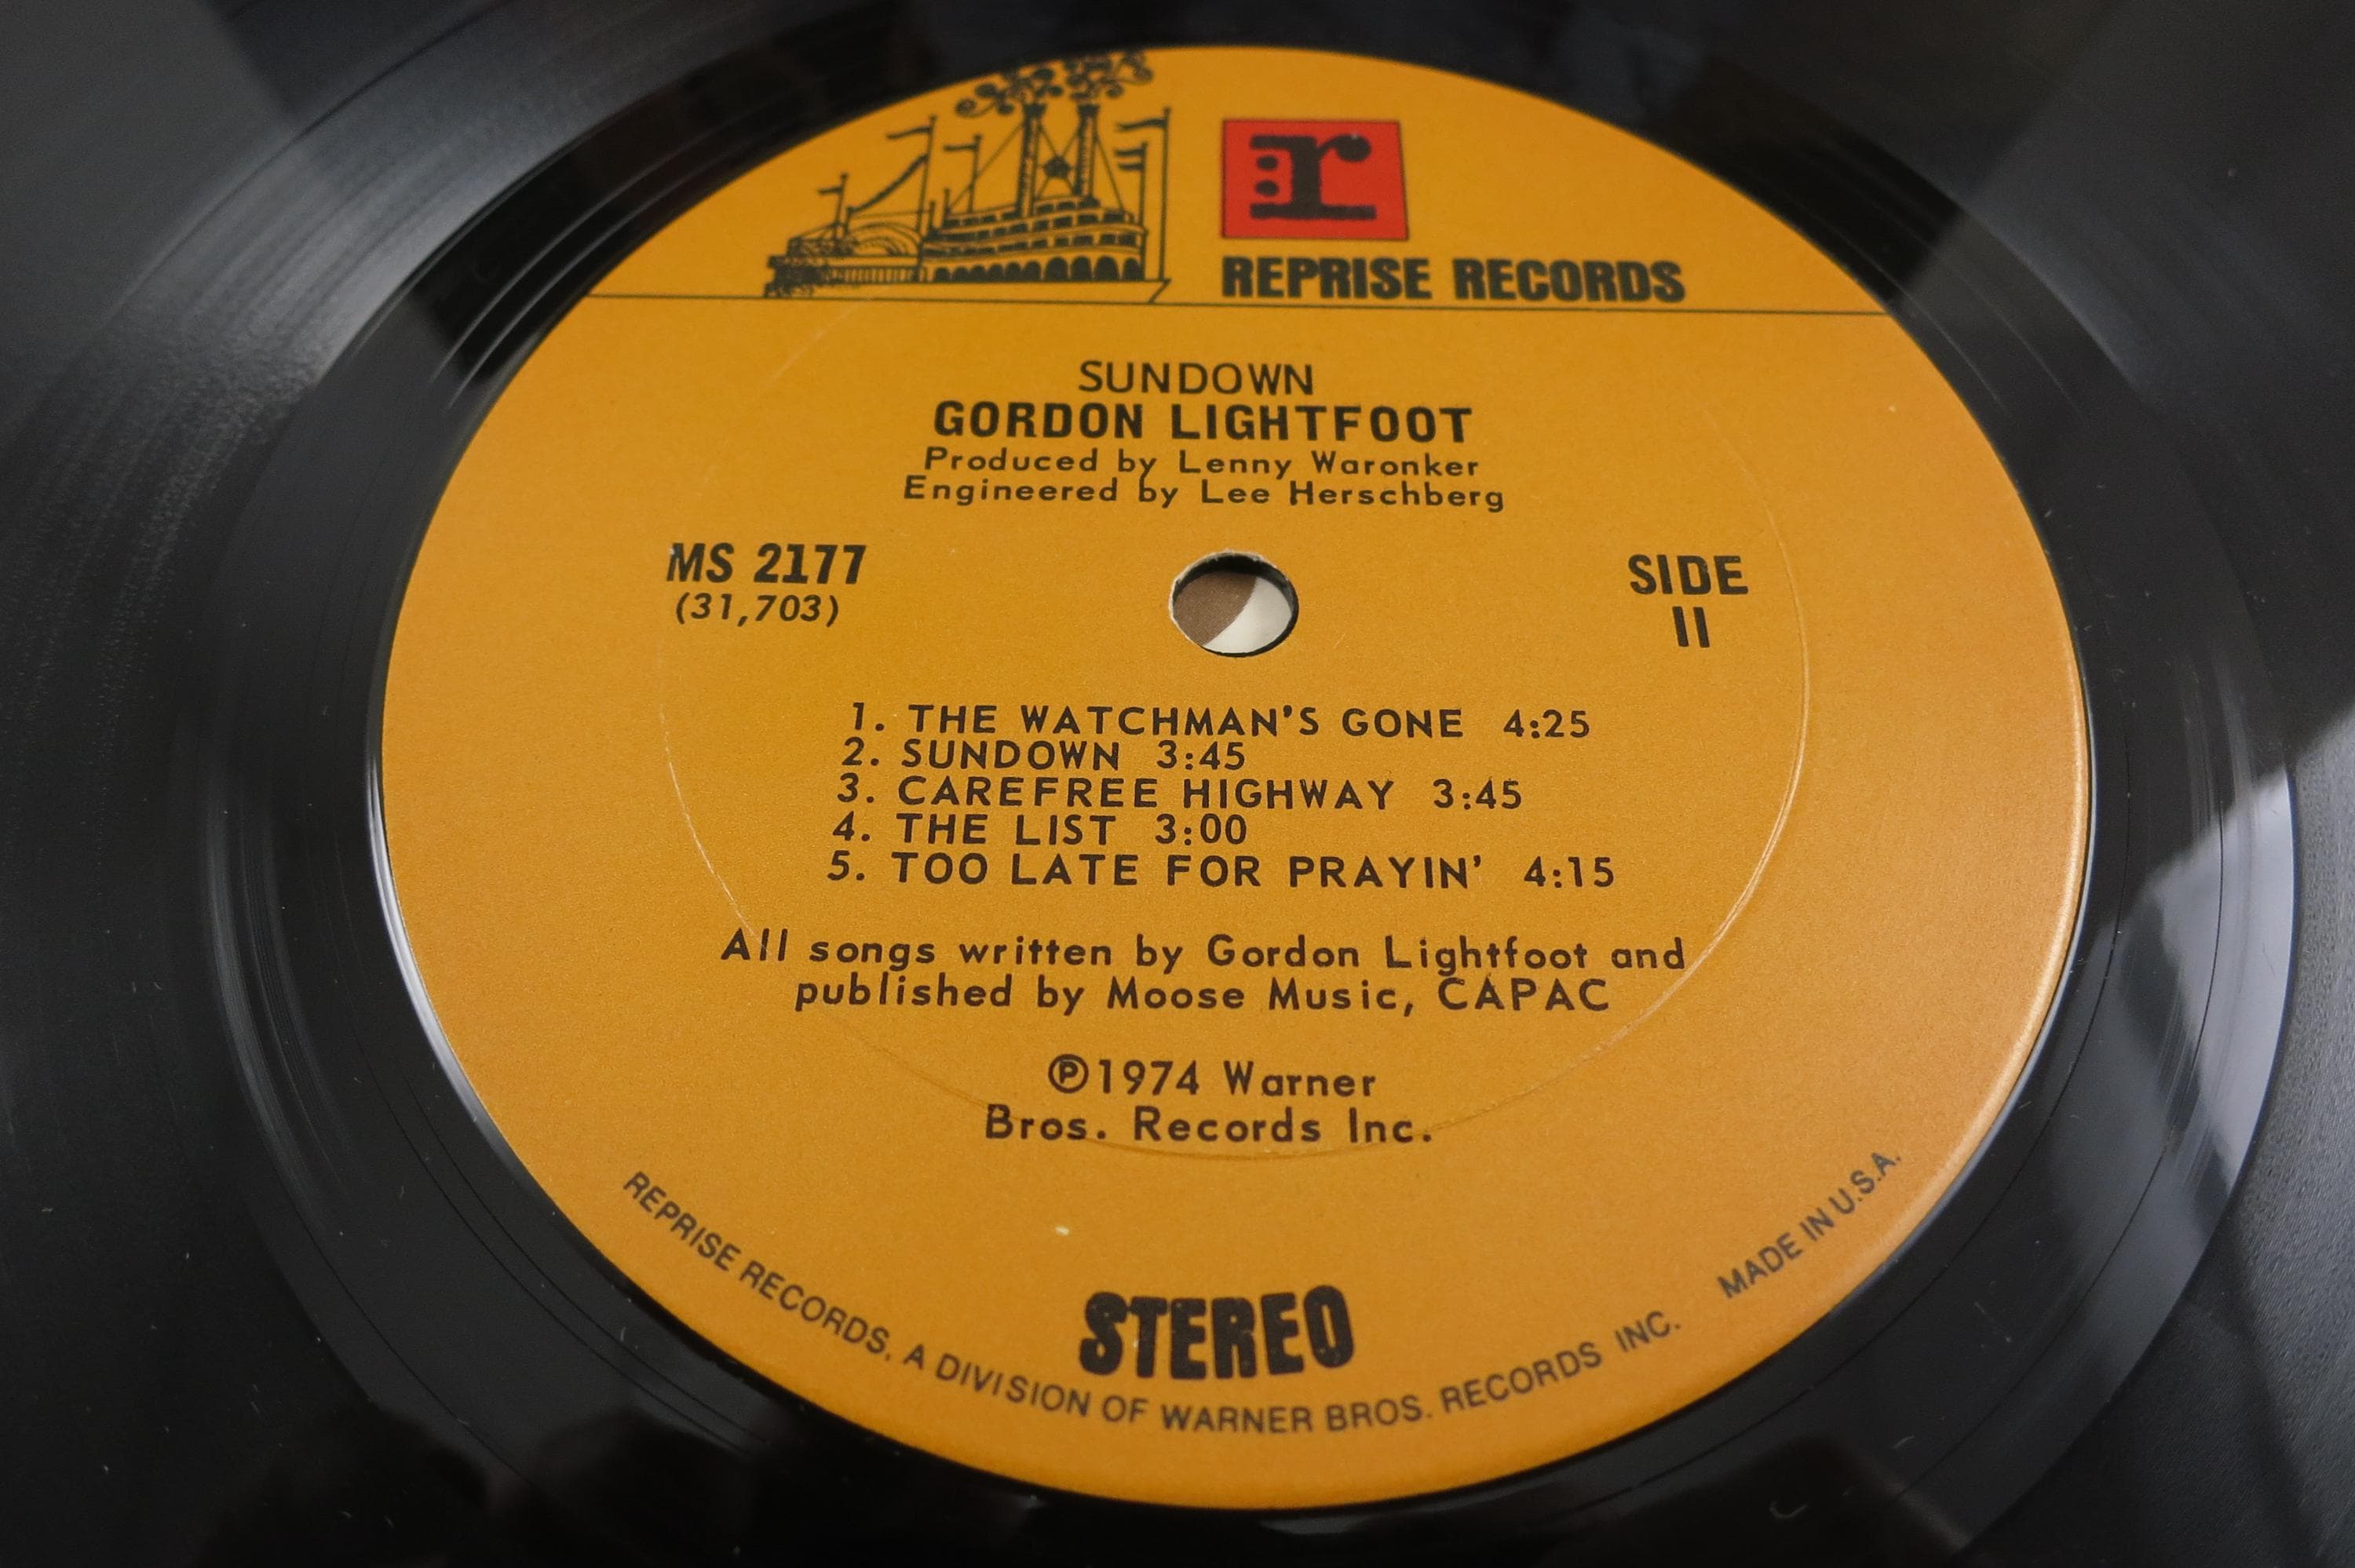 :r
REPRISE RECORDS
SUNDOWN
GORDON LIGHTFOOT
Produced by Lenny Waronker
Engineered by Lee Herschberg
MS 2177
(31,703)
SIDE
II
1. THE WATCHMAN'S GONE 4:25
2. SUNDOWN 3:45
3. CAREFREE HIGHWAY 3:45
4. THE LIST 3:00
5. TOO LATE FOR PRAYIN' 4:15
All songs written by Gordon Lightfoot and
published by Moose Music, CAPAC
℗1974 Warner
Bros. Records Inc.
STEREO
REPRISE RECORDS, A DIVISION OF WARNER BROS. RECORDS INC. MADE IN U.S.A.